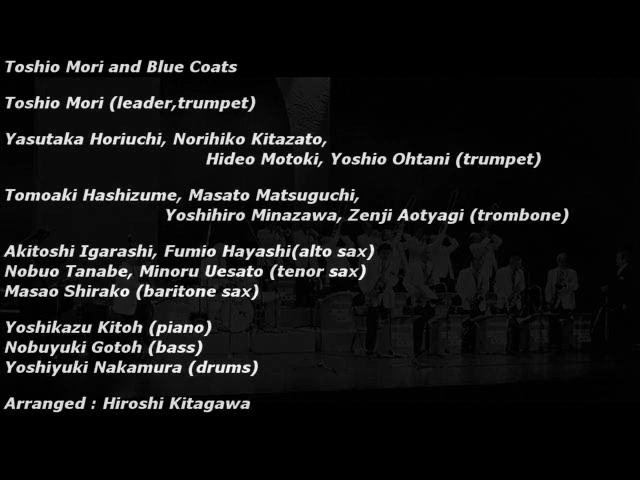 Toshio Mori and Blue Coats
Toshio Mori (leader,trumpet)
Yasutaka Horiuchi, Norihiko Kitazato,
Hideo Motoki, Yoshio Ohtani (trumpet)
Tomoaki Hashizume, Masato Matsuguchi,
Yoshihiro Minazawa, Zenji Aotyagi (trombone)
Akitoshi Igarashi, Fumio Hayashi(alto sax)
Nobuo Tanabe, Minoru Uesato (tenor sax)
Masao Shirako (baritone sax)
Yoshikazu Kitoh (piano)
Nobuyuki Gotoh (bass)
Yoshiyuki Nakamura (drums)
Arranged : Hiroshi Kitagawa